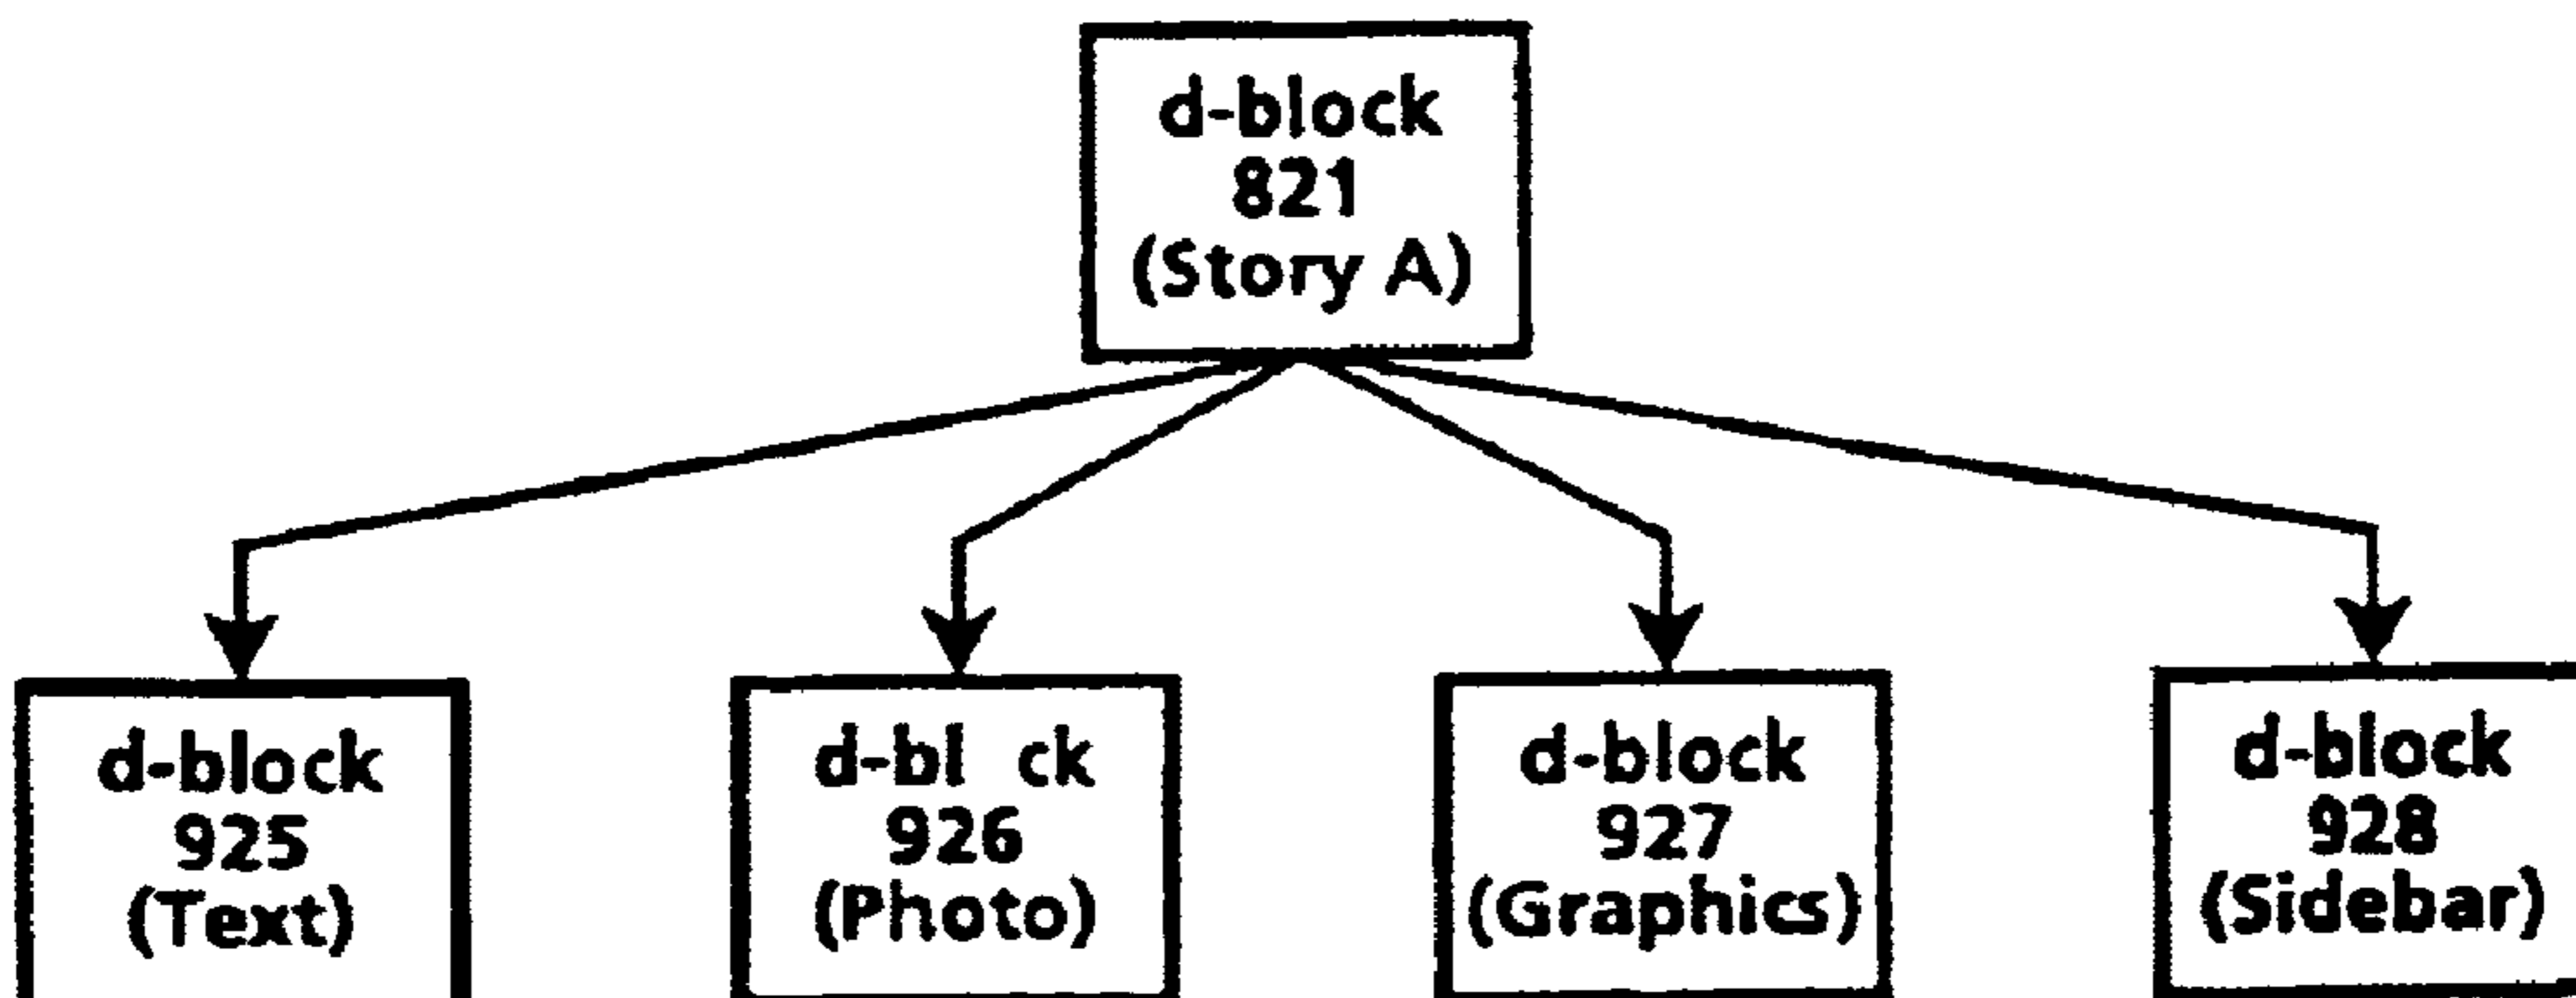 d-block
821
(Story A)
d-block
925
(Text)
d-bl ck
926
(Photo)
d-block
927
(Graphics)
d-block
928
(Sidebar)